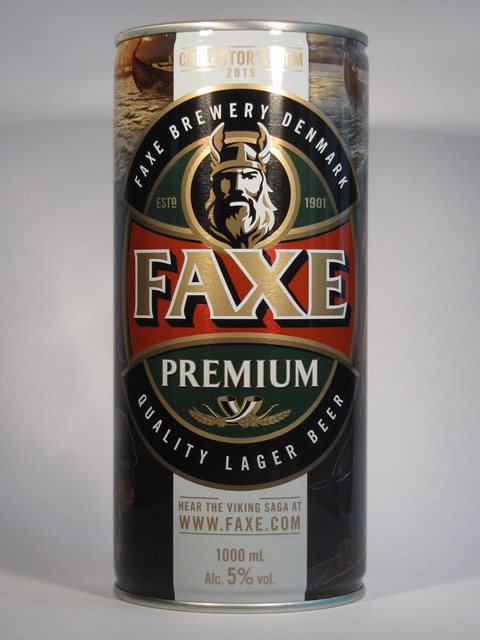 COLLECTOR'S ITEM
2019
FAXE BREWERY DENMARK
ESTD 1901
FAXE
PREMIUM
QUALITY LAGER BEER
HEAR THE VIKING SAGA AT
WWW.FAXE.COM
1000 mL
Alc. 5% vol.